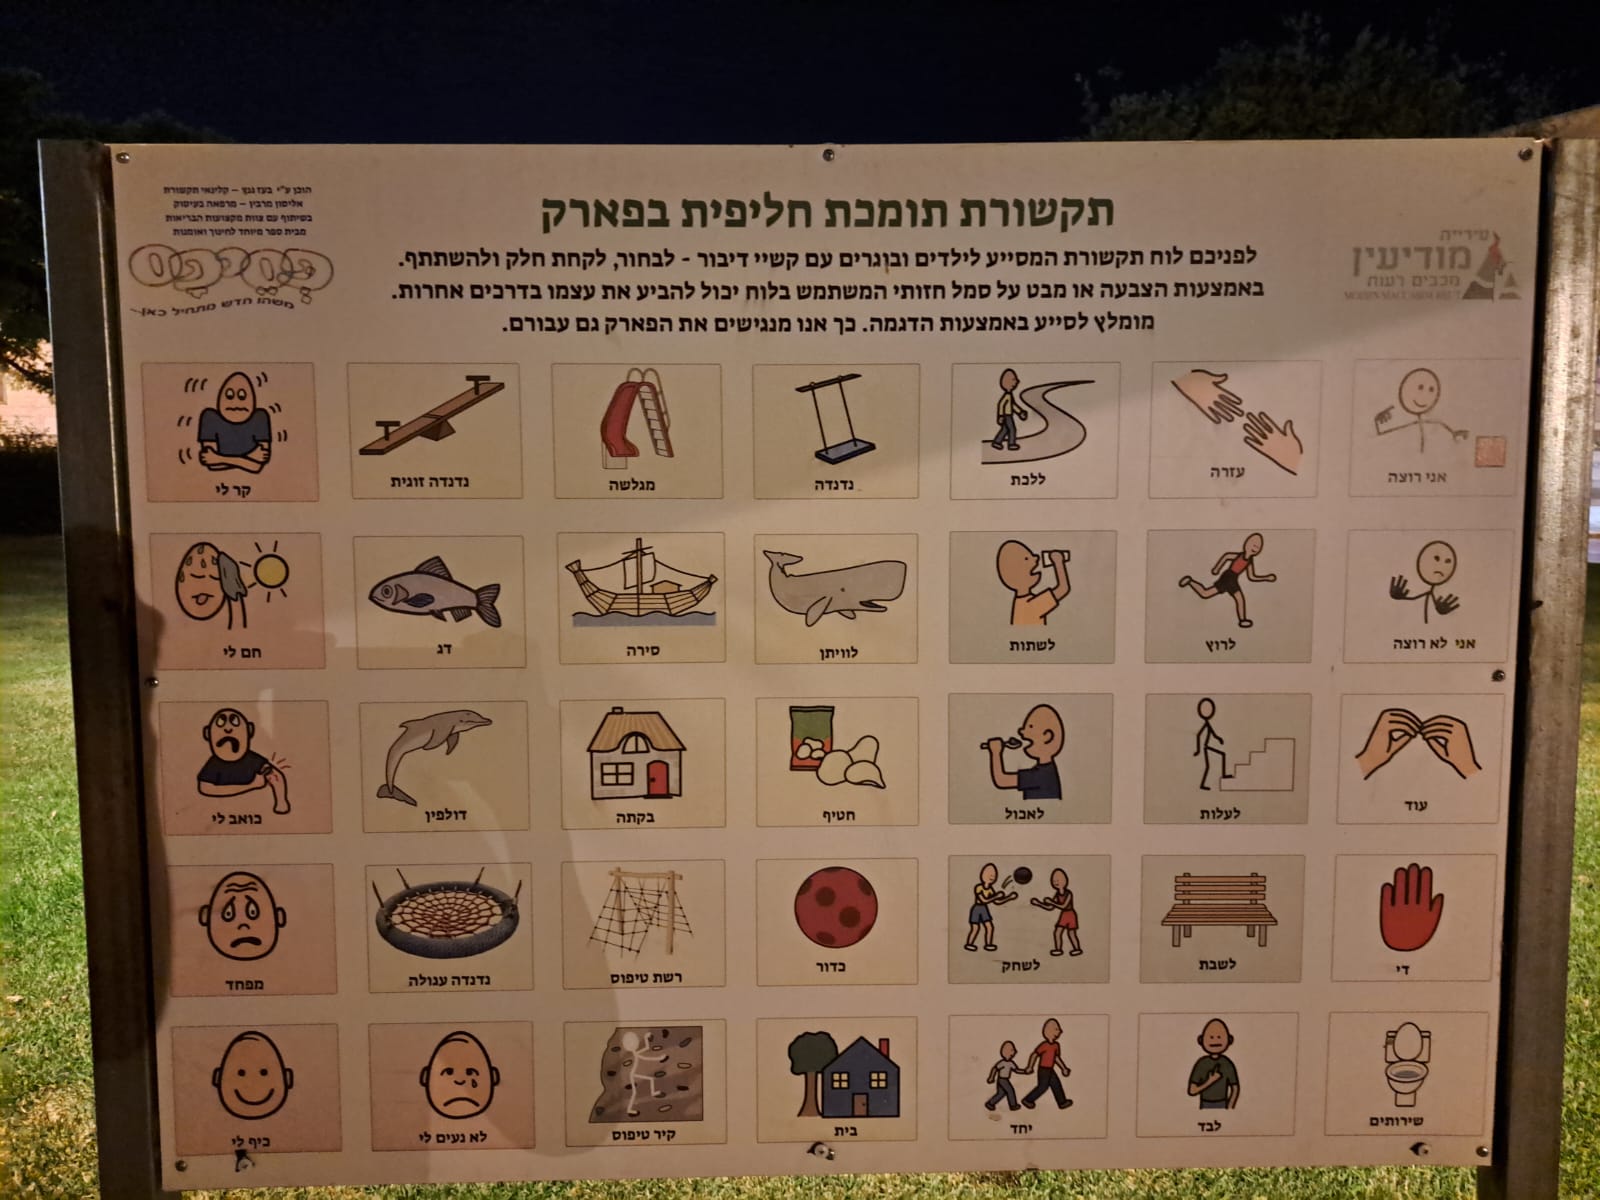 תקשורת תומכת חליפית בפארק
לפניכם לוח תקשורת המסייע לילדים ובוגרים עם קשיי דיבור - לבחור, לקחת חלק ולהשתתף.
באמצעות הצבעה או מבט על סמל חזותי המשתמש בלוח יכול להביע את עצמו בדרכים אחרות.
מומלץ לסייע באמצעות הדגמה. כך אנו מנגישים את הפארק גם עבורם.
עיריית
מודיעין
מכבים רעות
MODI'IN MACCABIM RE'UT
הוכן ע"י בעז גנץ – קלינאי תקשורת
אליסון מרבין – מרפאה בעיסוק
בשיתוף עם צוות מקצועות הבריאות
מבית ספר מיוחד לחינוך ואומנות
משהו חדש מתחיל כאן
אני רוצה
עזרה
ללכת
נדנדה
מגלשה
נדנדה זוגית
קר לי
אני לא רוצה
לרוץ
לשתות
לוויתן
סירה
דג
חם לי
עוד
לעלות
לאכול
חטיף
בקתה
דולפין
כואב לי
די
לשבת
לשחק
כדור
רשת טיפוס
נדנדה עגולה
מפחד
שירותים
לבד
יחד
בית
קיר טיפוס
לא נעים לי
כיף לי